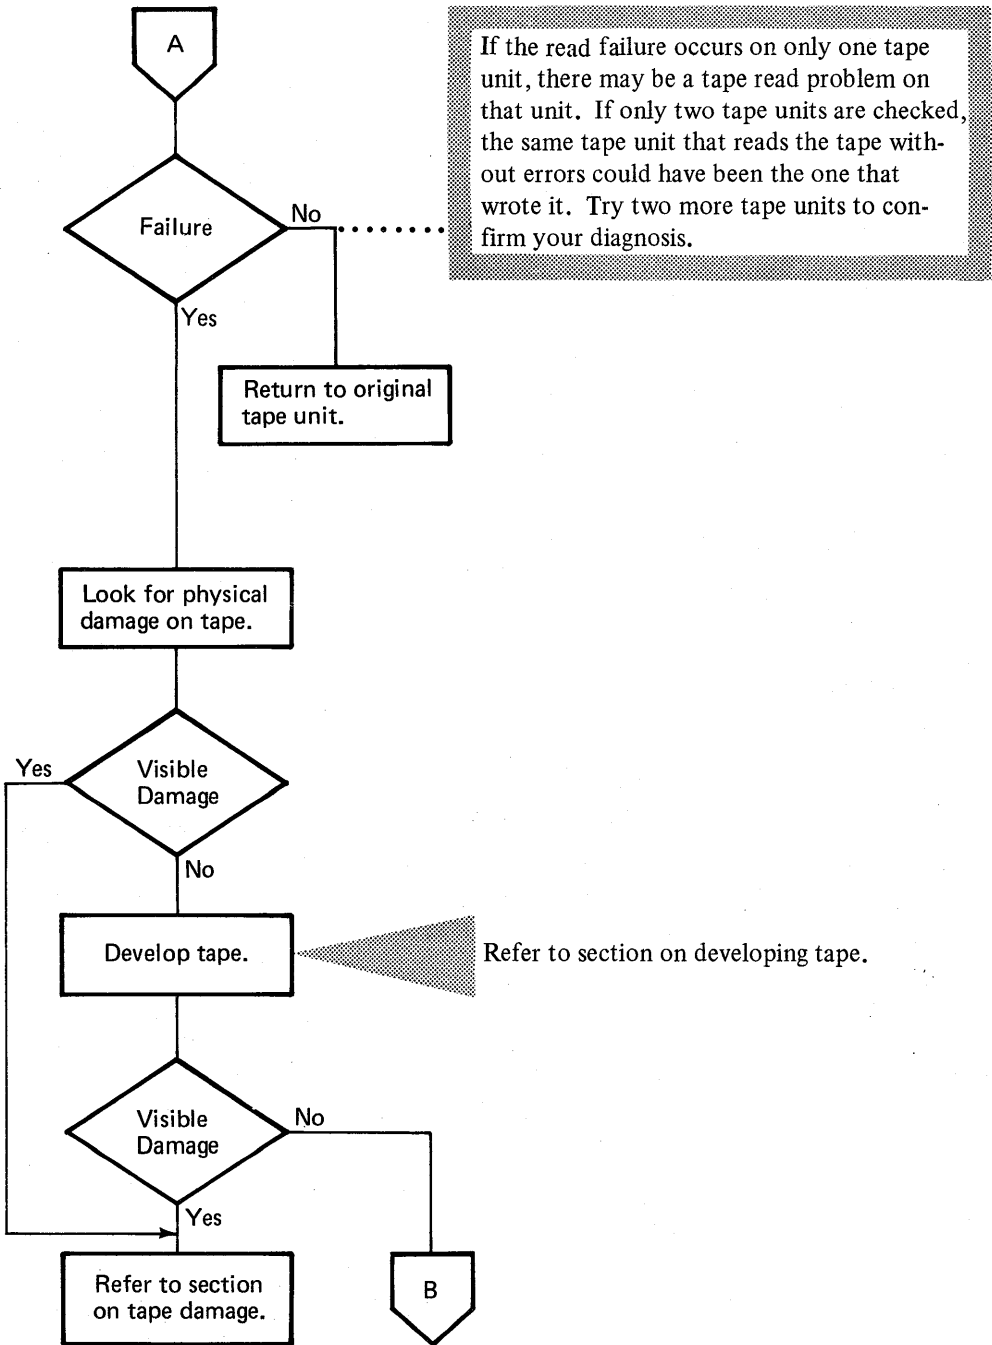 A
If the read failure occurs on only one tape
unit, there may be a tape read problem on
that unit. If only two tape units are checked,
the same tape unit that reads the tape with-
out errors could have been the one that
wrote it. Try two more tape units to con-
firm your diagnosis.
Failure
No
Yes
Return to original
tape unit.
Look for physical
damage on tape.
Yes
Visible
Damage
No
Develop tape.
Refer to section on developing tape.
Visible
Damage
No
Yes
Refer to section
on tape damage.
B